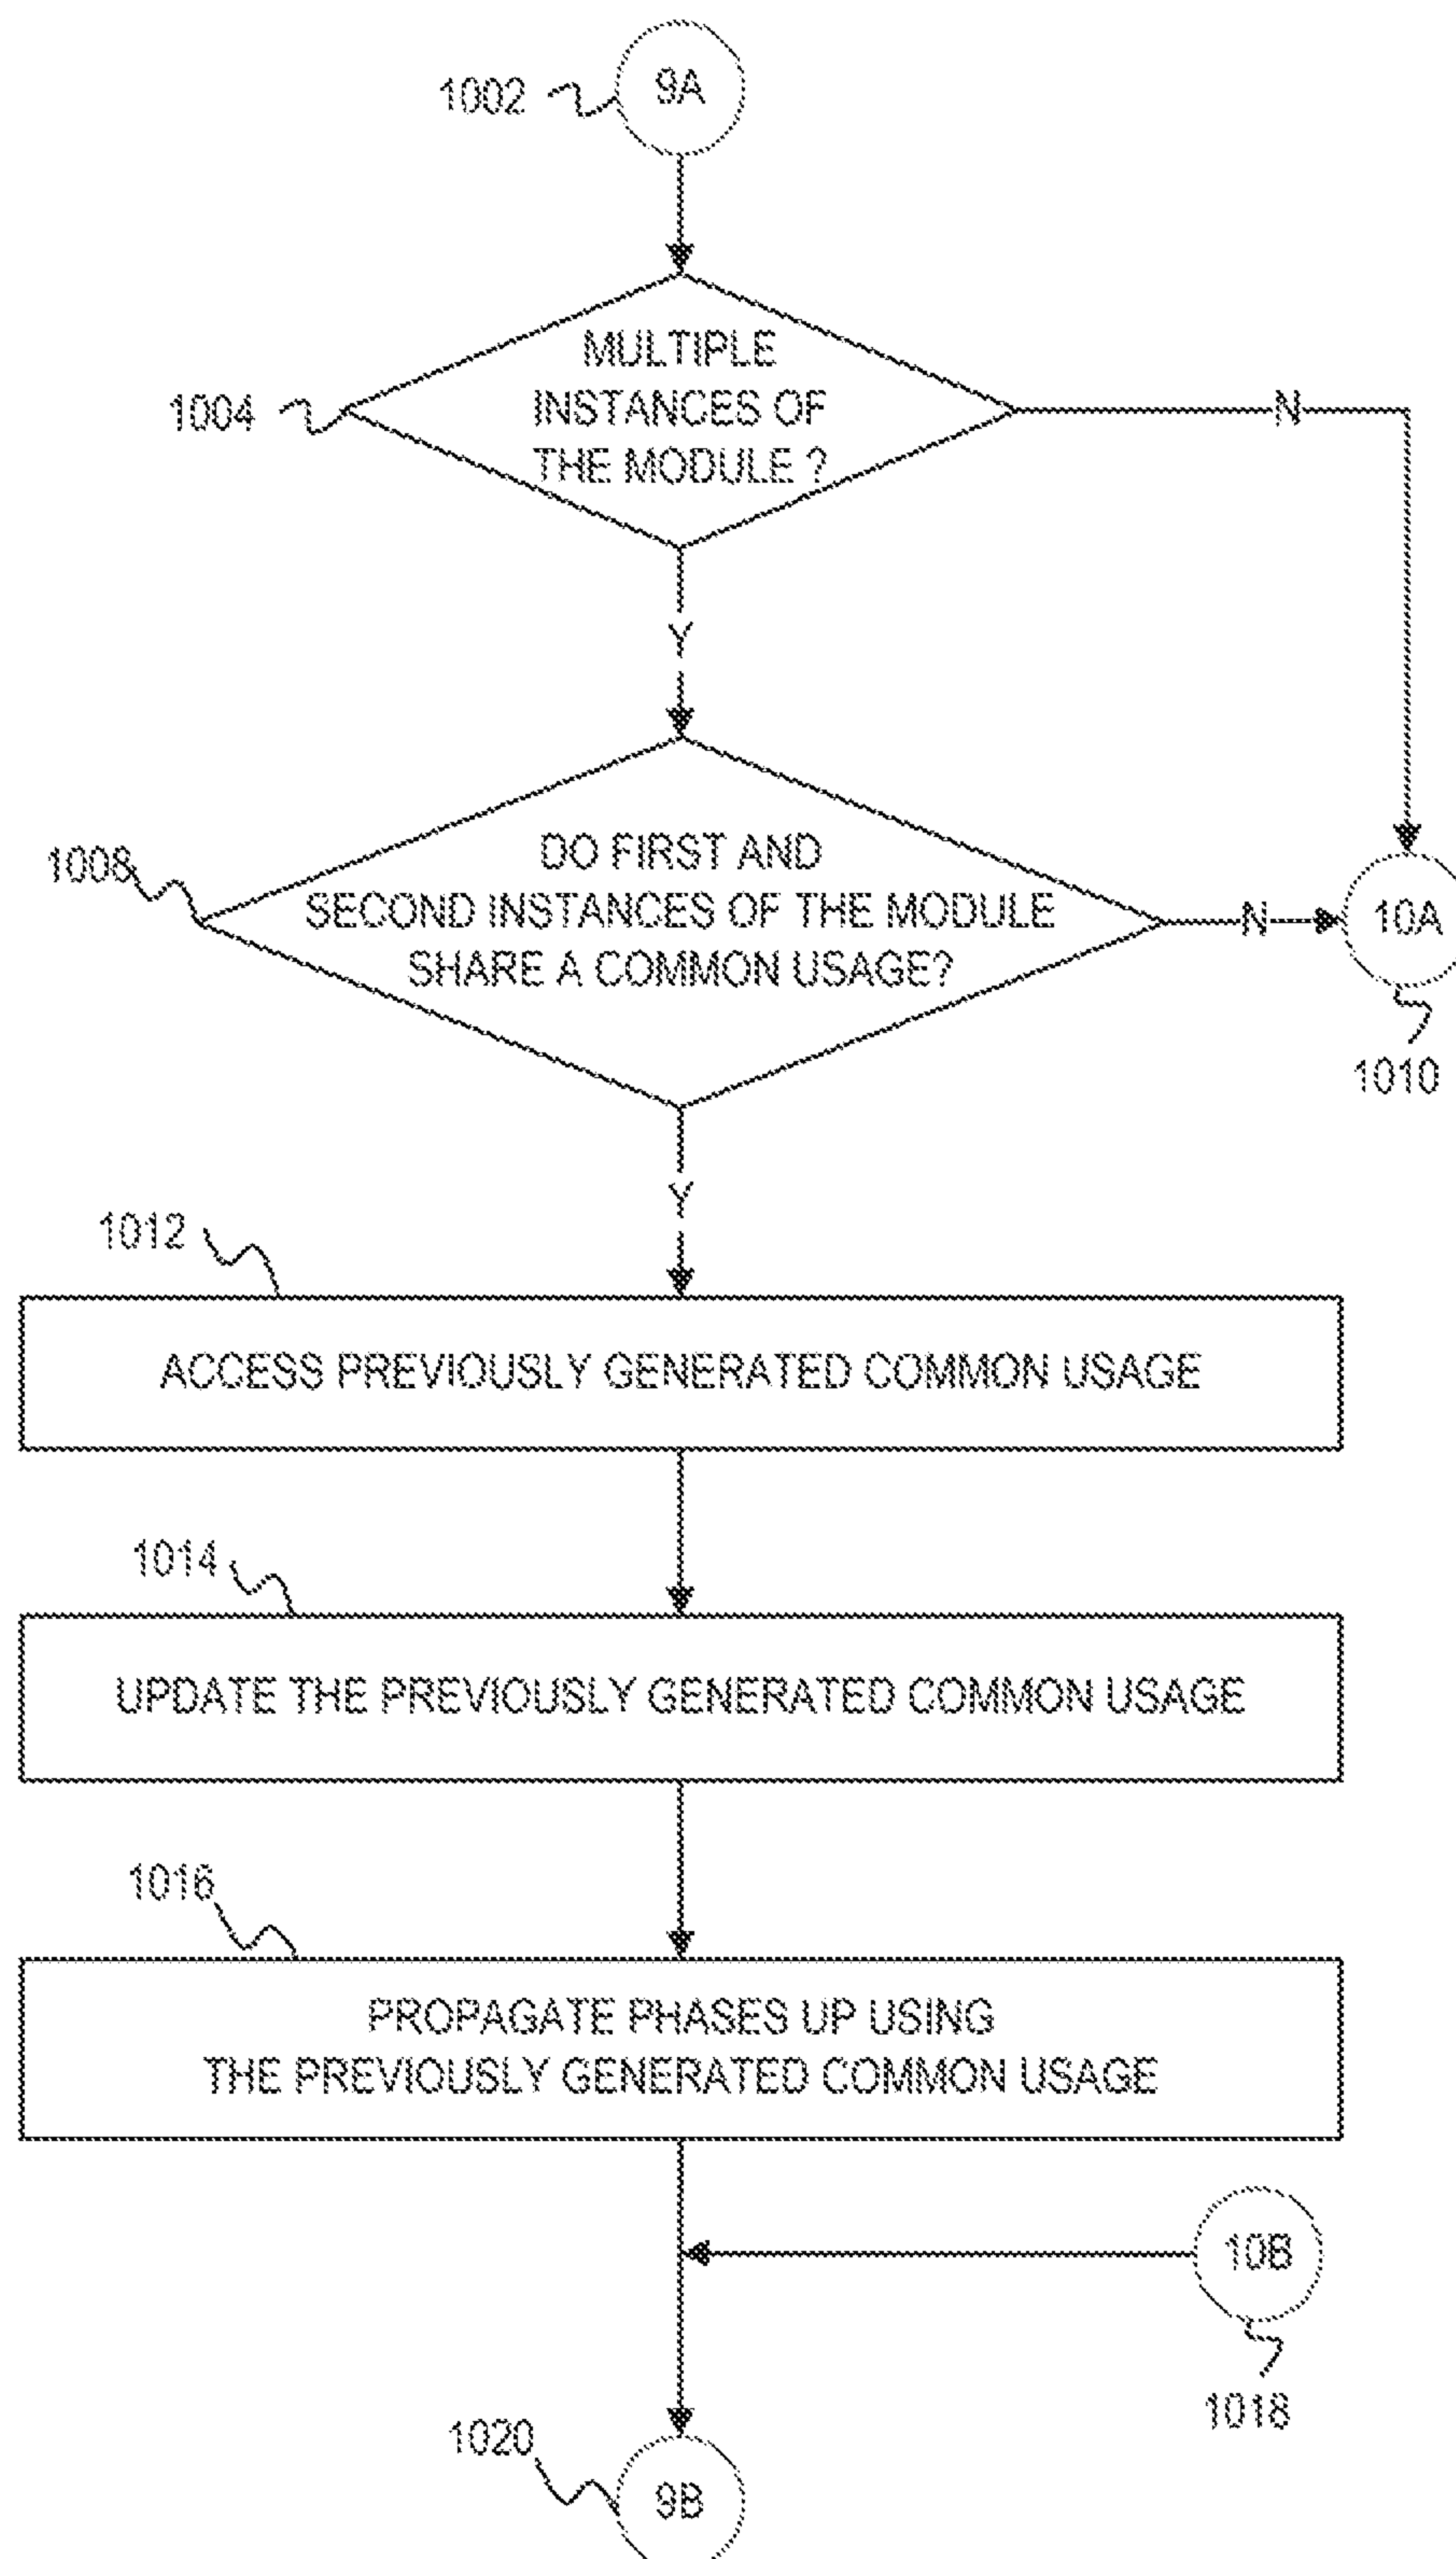 9A
1002
MULTIPLE
INSTANCES OF
THE MODULE ?
1004
N
Y
DO FIRST AND
SECOND INSTANCES OF THE MODULE
SHARE A COMMON USAGE?
1008
N
10A
1010
Y
1012
ACCESS PREVIOUSLY GENERATED COMMON USAGE
1014
UPDATE THE PREVIOUSLY GENERATED COMMON USAGE
1016
PROPAGATE PHASES UP USING
THE PREVIOUSLY GENERATED COMMON USAGE
10B
1018
1020
9B